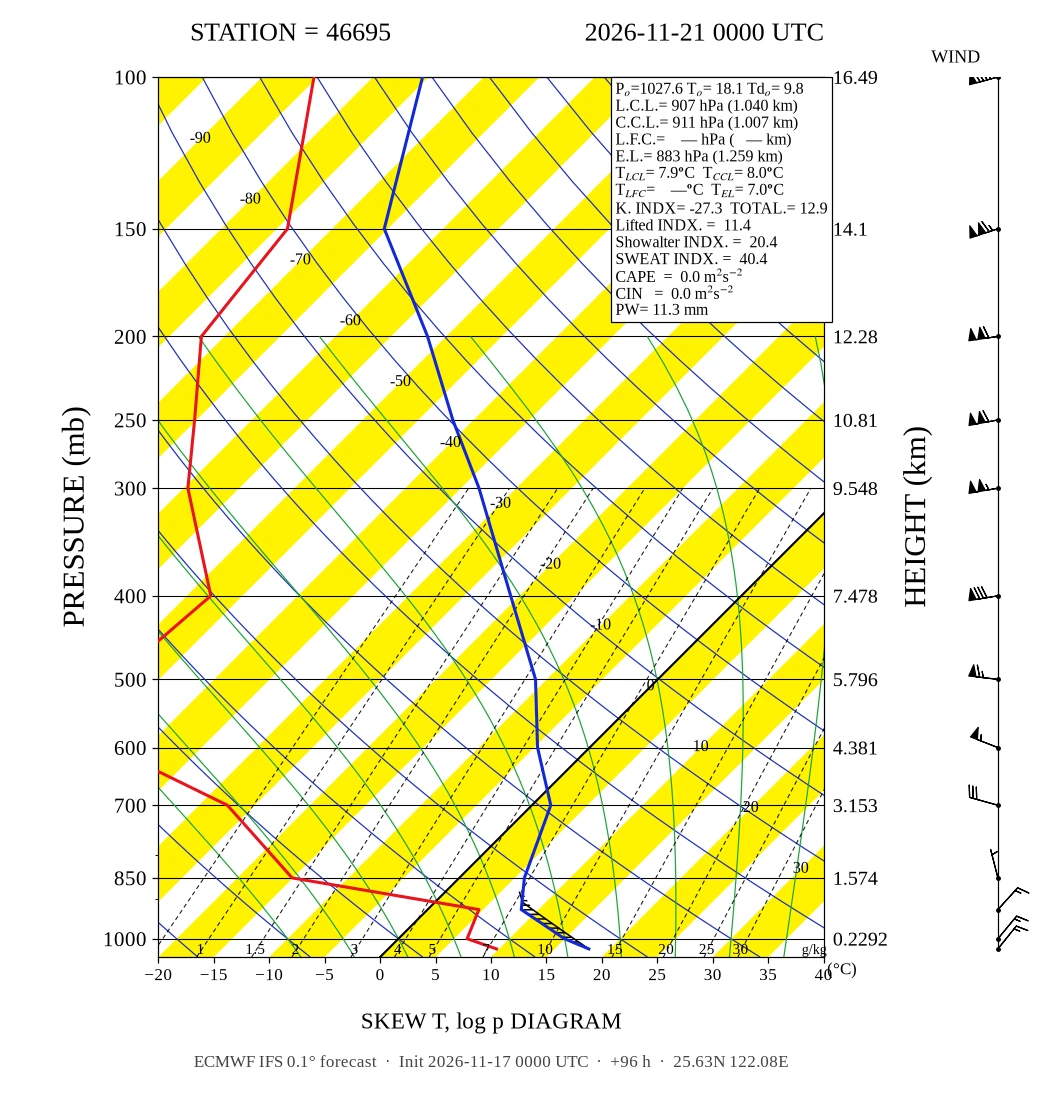 STATION = 46695
2026-11-21 0000 UTC
WIND
100
16.49
Pₒ=1027.6 Tₒ= 18.1 Tdₒ= 9.8
L.C.L.= 907 hPa (1.040 km)
C.C.L.= 911 hPa (1.007 km)
L.F.C.= — hPa ( — km)
E.L.= 883 hPa (1.259 km)
T_LCL= 7.9°C T_CCL= 8.0°C
T_LFC= —°C T_EL= 7.0°C
K. INDX= -27.3 TOTAL.= 12.9
Lifted INDX. = 11.4
Showalter INDX. = 20.4
SWEAT INDX. = 40.4
CAPE = 0.0 m²s⁻²
CIN = 0.0 m²s⁻²
PW= 11.3 mm
-90
-80
150
14.1
-70
-60
200
12.28
-50
250
10.81
-40
300
9.548
-30
-20
400
7.478
-10
500
5.796
0
600
4.381
10
700
3.153
-20
30
850
1.574
1000
0.2292
1 1.5 2 3 4 5 7 10 15 20 25 30 g/kg
−20 −15 −10 −5 0 5 10 15 20 25 30 35 40 (°C)
PRESSURE (mb)
HEIGHT (km)
SKEW T, log p DIAGRAM
ECMWF IFS 0.1° forecast · Init 2026-11-17 0000 UTC · +96 h · 25.63N 122.08E